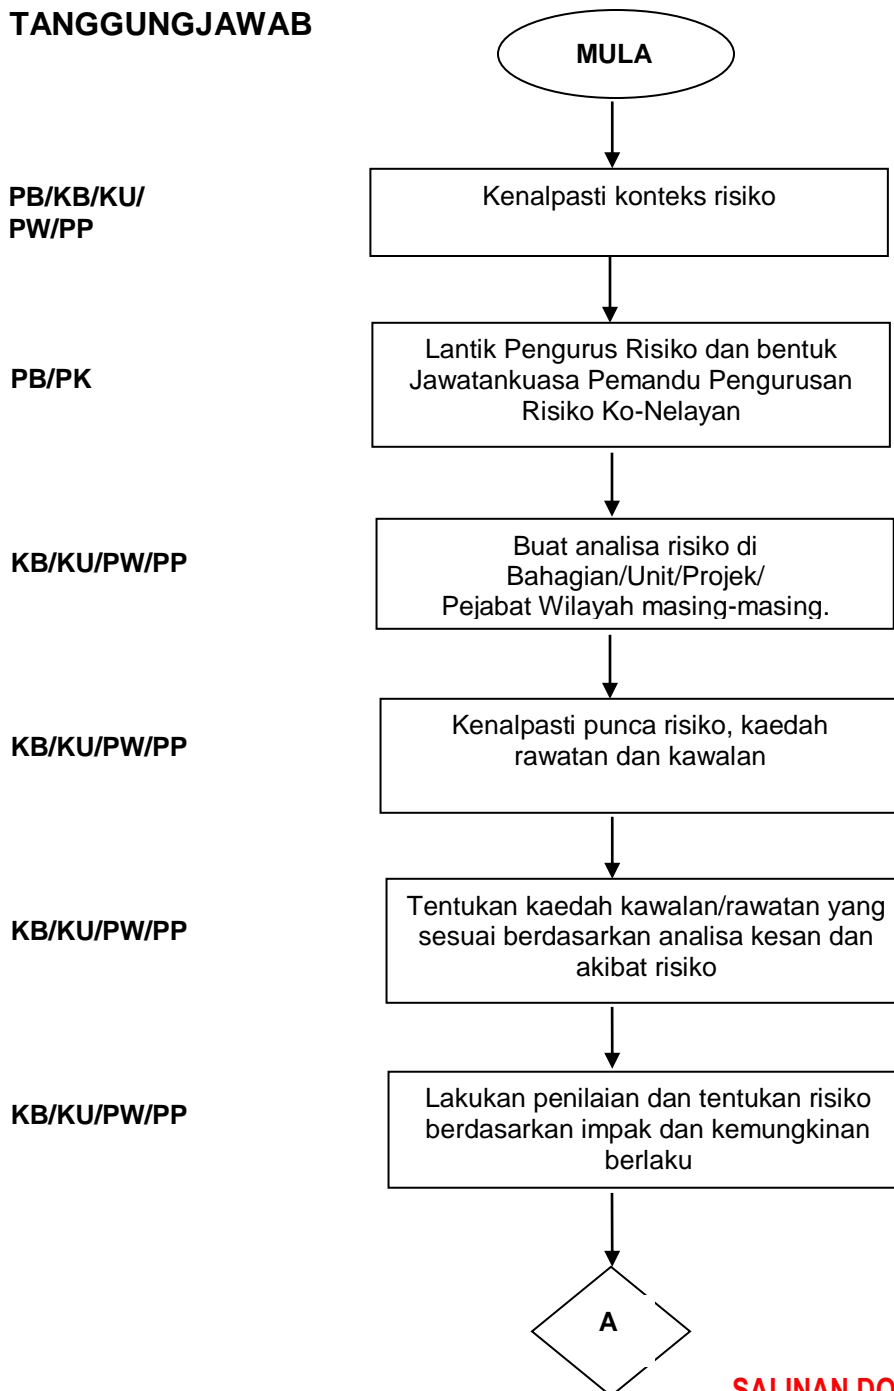 TANGGUNGJAWAB
MULA
PB/KB/KU/
PW/PP
Kenalpasti konteks risiko
PB/PK
Lantik Pengurus Risiko dan bentuk
Jawatankuasa Pemandu Pengurusan
Risiko Ko-Nelayan
KB/KU/PW/PP
Buat analisa risiko di
Bahagian/Unit/Projek/
Pejabat Wilayah masing-masing.
KB/KU/PW/PP
Kenalpasti punca risiko, kaedah
rawatan dan kawalan
KB/KU/PW/PP
Tentukan kaedah kawalan/rawatan yang
sesuai berdasarkan analisa kesan dan
akibat risiko
KB/KU/PW/PP
Lakukan penilaian dan tentukan risiko
berdasarkan impak dan kemungkinan
berlaku
A
SALINAN DO